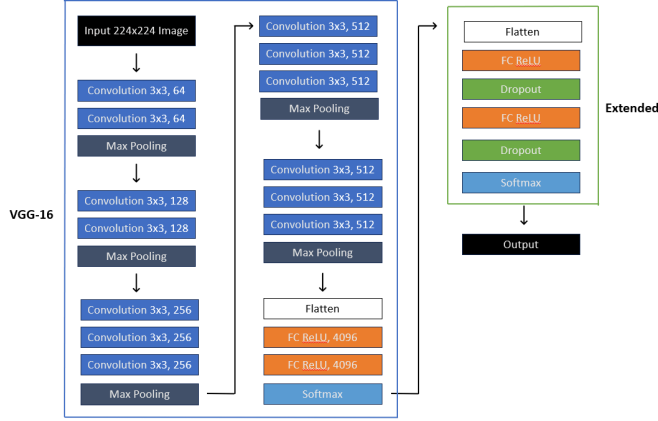 VGG-16
Input 224x224 Image
Convolution 3x3, 64
Convolution 3x3, 64
Max Pooling
Convolution 3x3, 128
Convolution 3x3, 128
Max Pooling
Convolution 3x3, 256
Convolution 3x3, 256
Convolution 3x3, 256
Max Pooling
Convolution 3x3, 512
Convolution 3x3, 512
Convolution 3x3, 512
Max Pooling
Convolution 3x3, 512
Convolution 3x3, 512
Convolution 3x3, 512
Max Pooling
Flatten
FC ReLU, 4096
FC ReLU, 4096
Softmax
Flatten
FC ReLU
Dropout
FC ReLU
Dropout
Softmax
Extended
Output